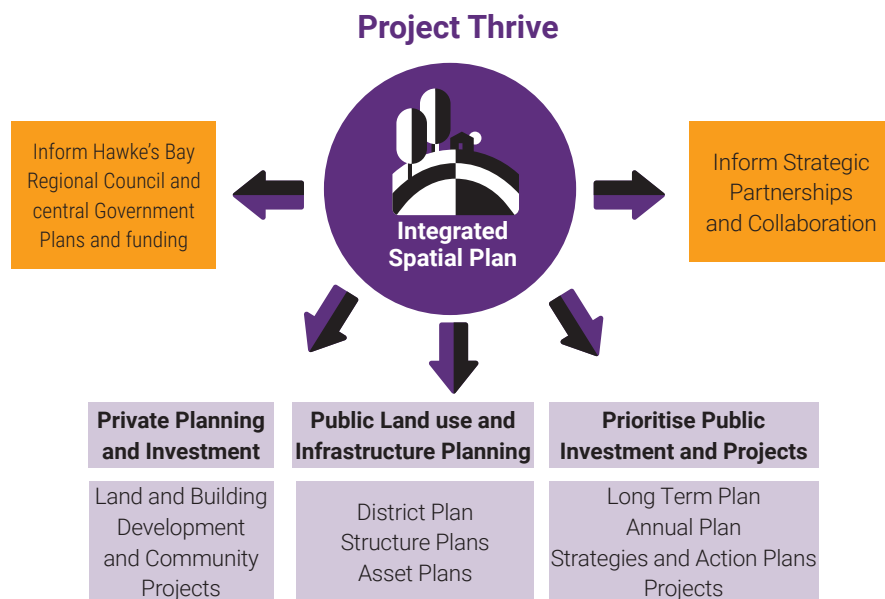 Project Thrive
Inform Hawke's Bay
Regional Council and
central Government
Plans and funding
Integrated
Spatial Plan
Inform Strategic
Partnerships
and Collaboration
Private Planning
and Investment
Land and Building
Development
and Community
Projects
Public Land use and
Infrastructure Planning
District Plan
Structure Plans
Asset Plans
Prioritise Public
Investment and Projects
Long Term Plan
Annual Plan
Strategies and Action Plans
Projects